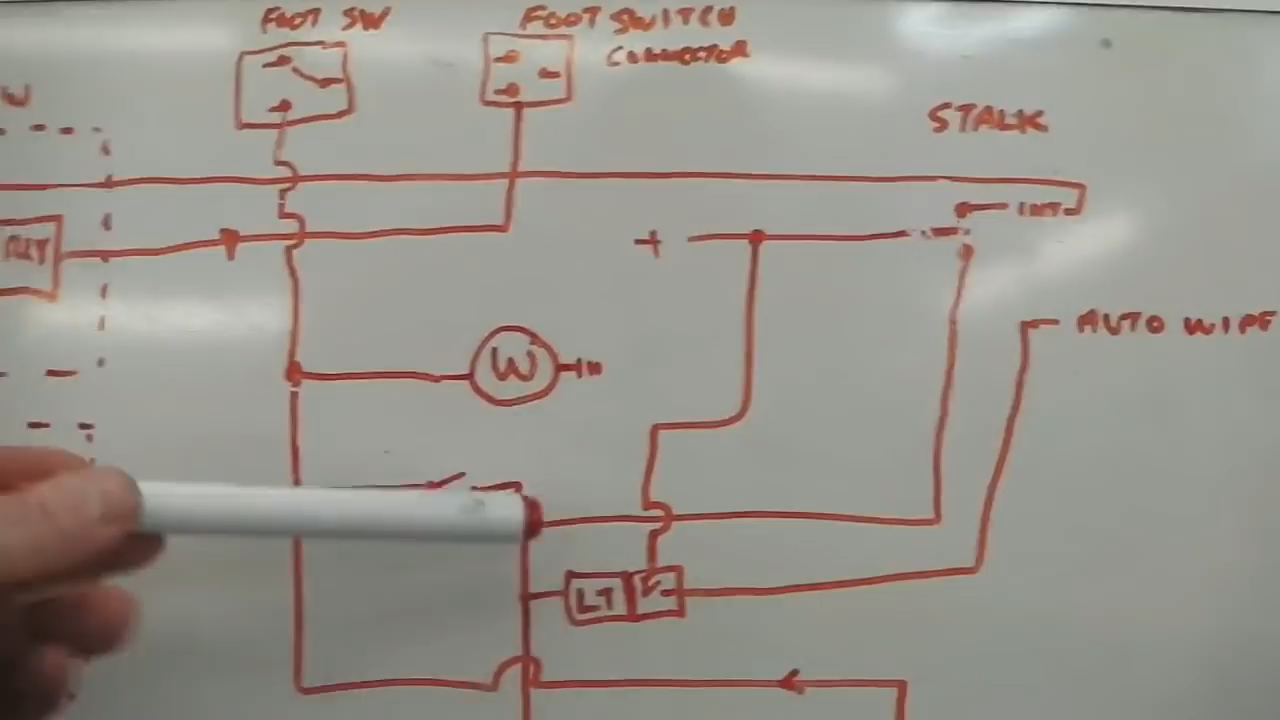 FOOT SW
FOOT SWITCH
CONNECTOR
W
STALK
INT
+
AUTO WIPE
W
LT